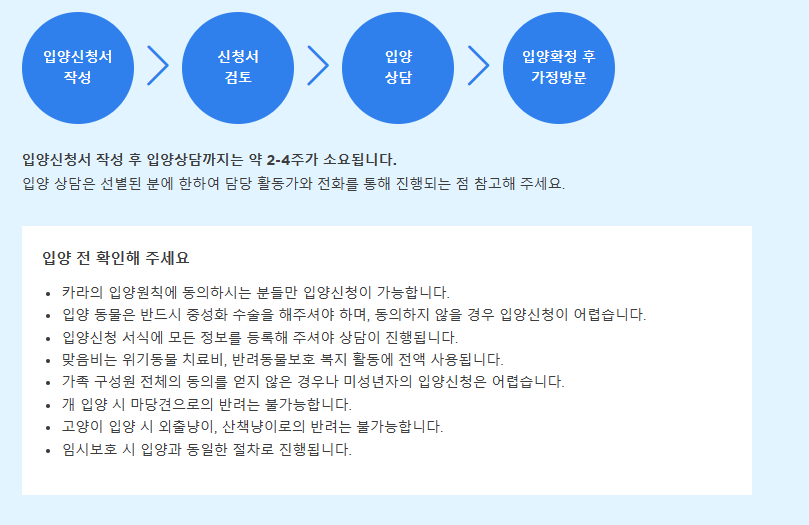 입양신청서
작성
신청서
검토
입양
상담
입양확정 후
가정방문
입양신청서 작성 후 입양상담까지는 약 2-4주가 소요됩니다.
입양 상담은 선별된 분에 한하여 담당 활동가와 전화를 통해 진행되는 점 참고해 주세요.
입양 전 확인해 주세요
• 카라의 입양원칙에 동의하시는 분들만 입양신청이 가능합니다.
• 입양 동물은 반드시 중성화 수술을 해주셔야 하며, 동의하지 않을 경우 입양신청이 어렵습니다.
• 입양신청 서식에 모든 정보를 등록해 주셔야 상담이 진행됩니다.
• 맞음비는 위기동물 치료비, 반려동물보호 복지 활동에 전액 사용됩니다.
• 가족 구성원 전체의 동의를 얻지 않은 경우나 미성년자의 입양신청은 어렵습니다.
• 개 입양 시 마당견으로의 반려는 불가능합니다.
• 고양이 입양 시 외출냥이, 산책냥이로의 반려는 불가능합니다.
• 임시보호 시 입양과 동일한 절차로 진행됩니다.